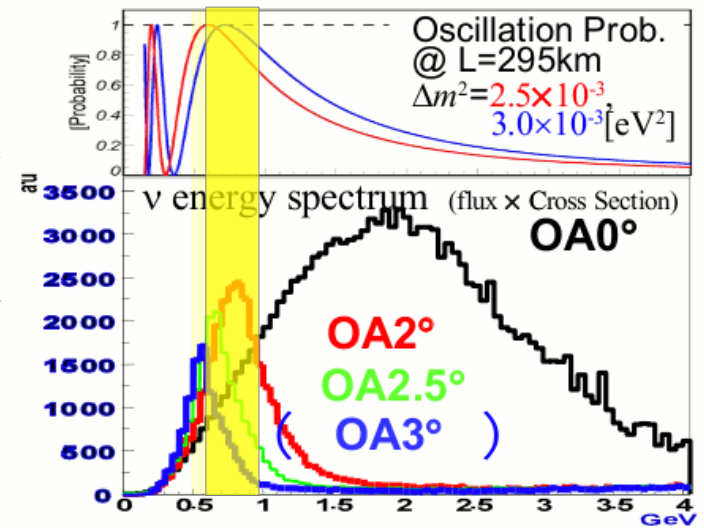 Oscillation Prob.
@ L=295km
Δm²=2.5×10⁻³,
3.0×10⁻³[eV²]
[Probability]
1
0.8
0.6
0.4
0.2
0
au
ν energy spectrum (flux × Cross Section)
OA0°
OA2°
OA2.5°
( OA3° )
3500
3000
2500
2000
1500
1000
500
0
0 0.5 1 1.5 2 2.5 3 3.5 4
GeV